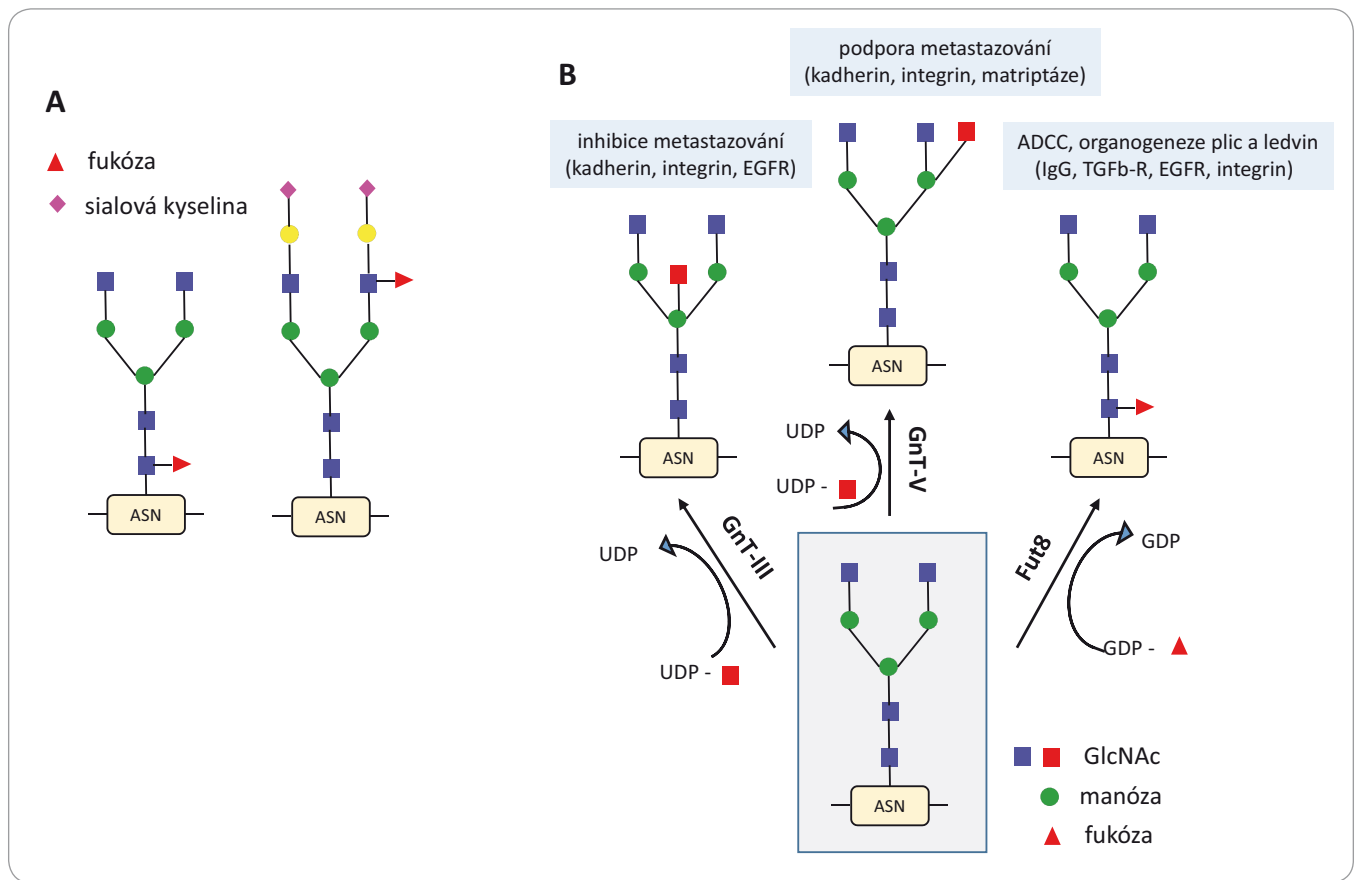 A
fukóza
sialová kyselina
ASN
ASN
B
podpora metastazování
(kadherin, integrin, matriptáze)
inhibice metastazování
(kadherin, integrin, EGFR)
ADCC, organogeneze plic a ledvin
(IgG, TGFb-R, EGFR, integrin)
ASN
ASN
ASN
UDP
UDP -
GnT-V
UDP
UDP -
GnT-III
Fut8
GDP
GDP -
ASN
GlcNAc
manóza
fukóza